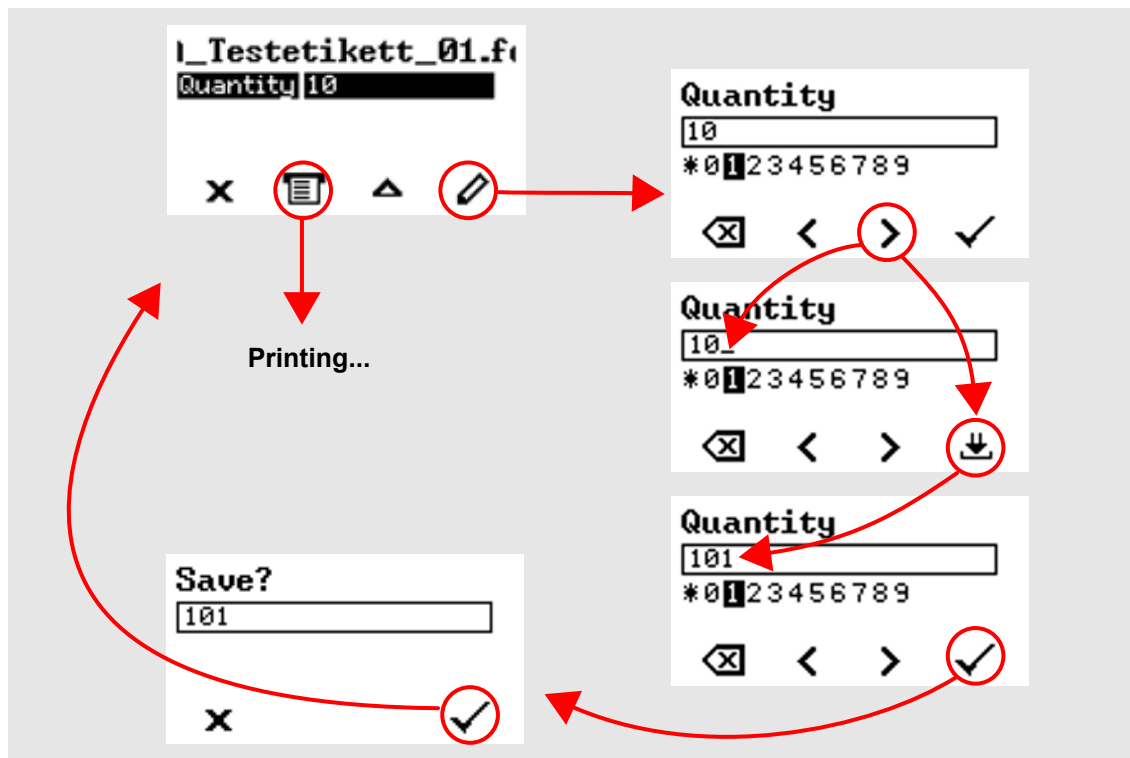 _Testetikett_01.f
Quantity 10
Printing...
Quantity
10
*0123456789
Quantity
10_
*0123456789
Quantity
101
*0123456789
Save?
101